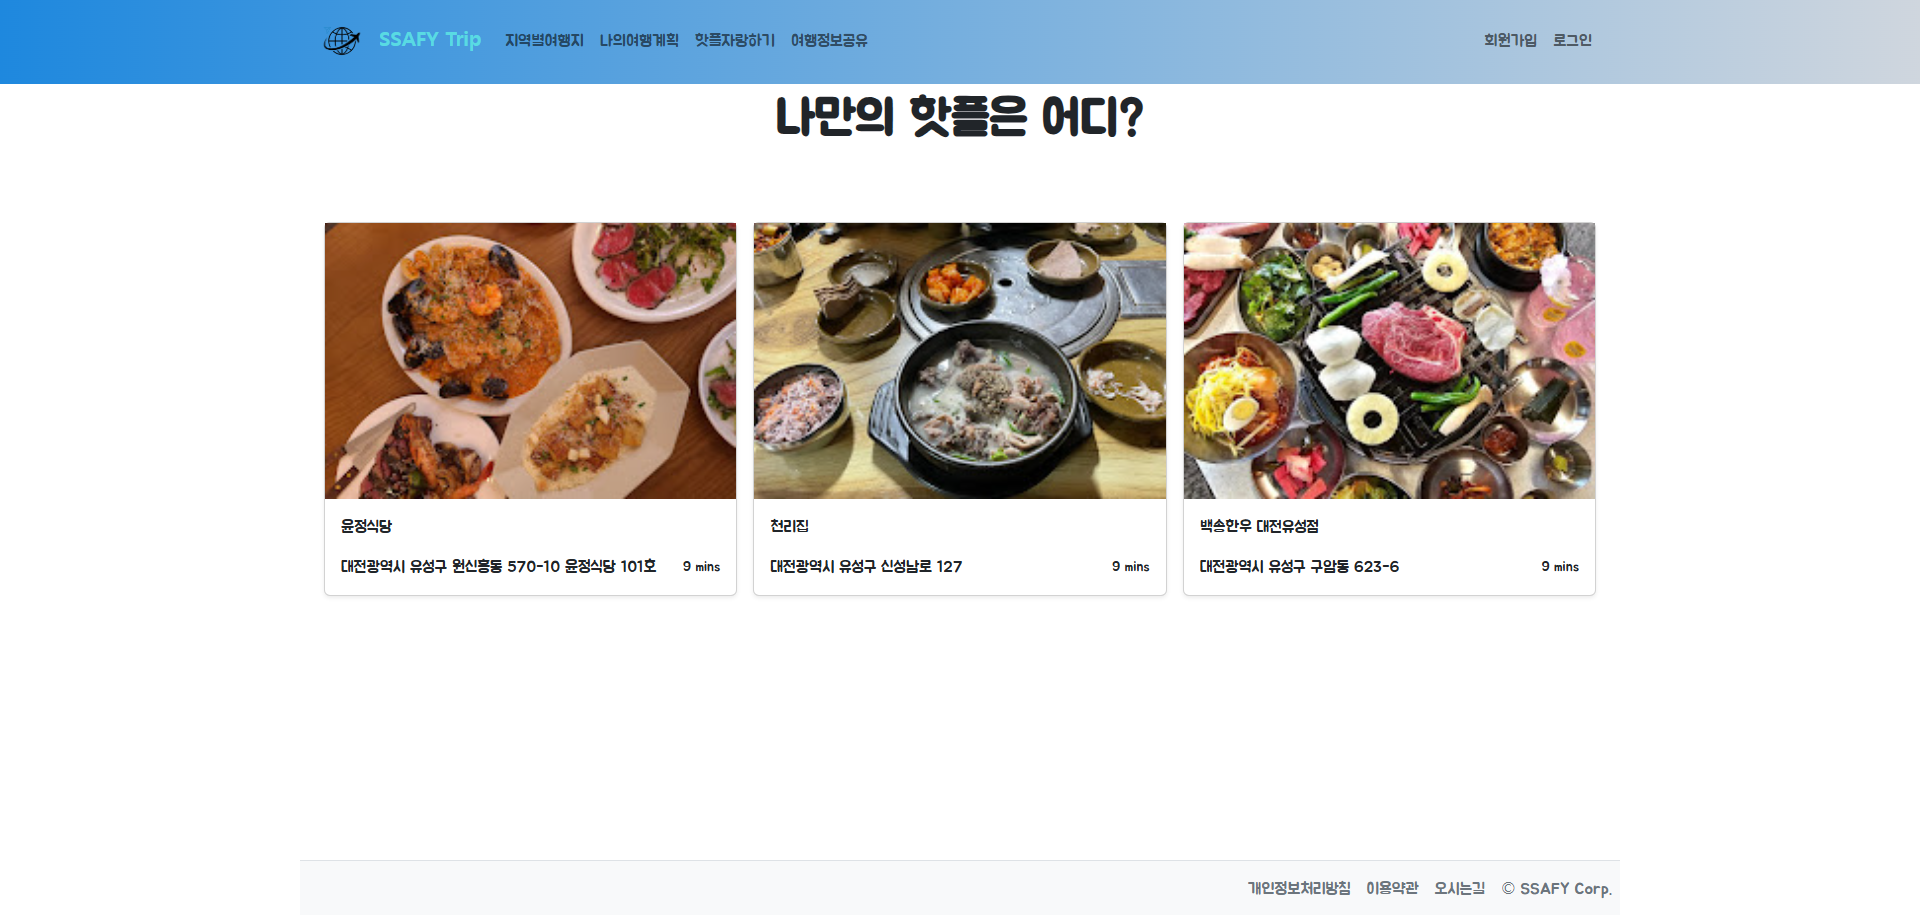 SSAFY Trip 지역별여행지 나의여행계획 핫플자랑하기 여행정보공유 회원가입 로그인
나만의 핫플은 어디?
윤정식당
대전광역시 유성구 원신흥동 570-10 윤정식당 101호 9 mins
천리집
대전광역시 유성구 신성남로 127 9 mins
백송한우 대전유성점
대전광역시 유성구 구암동 623-6 9 mins
개인정보처리방침 이용약관 오시는길 © SSAFY Corp.